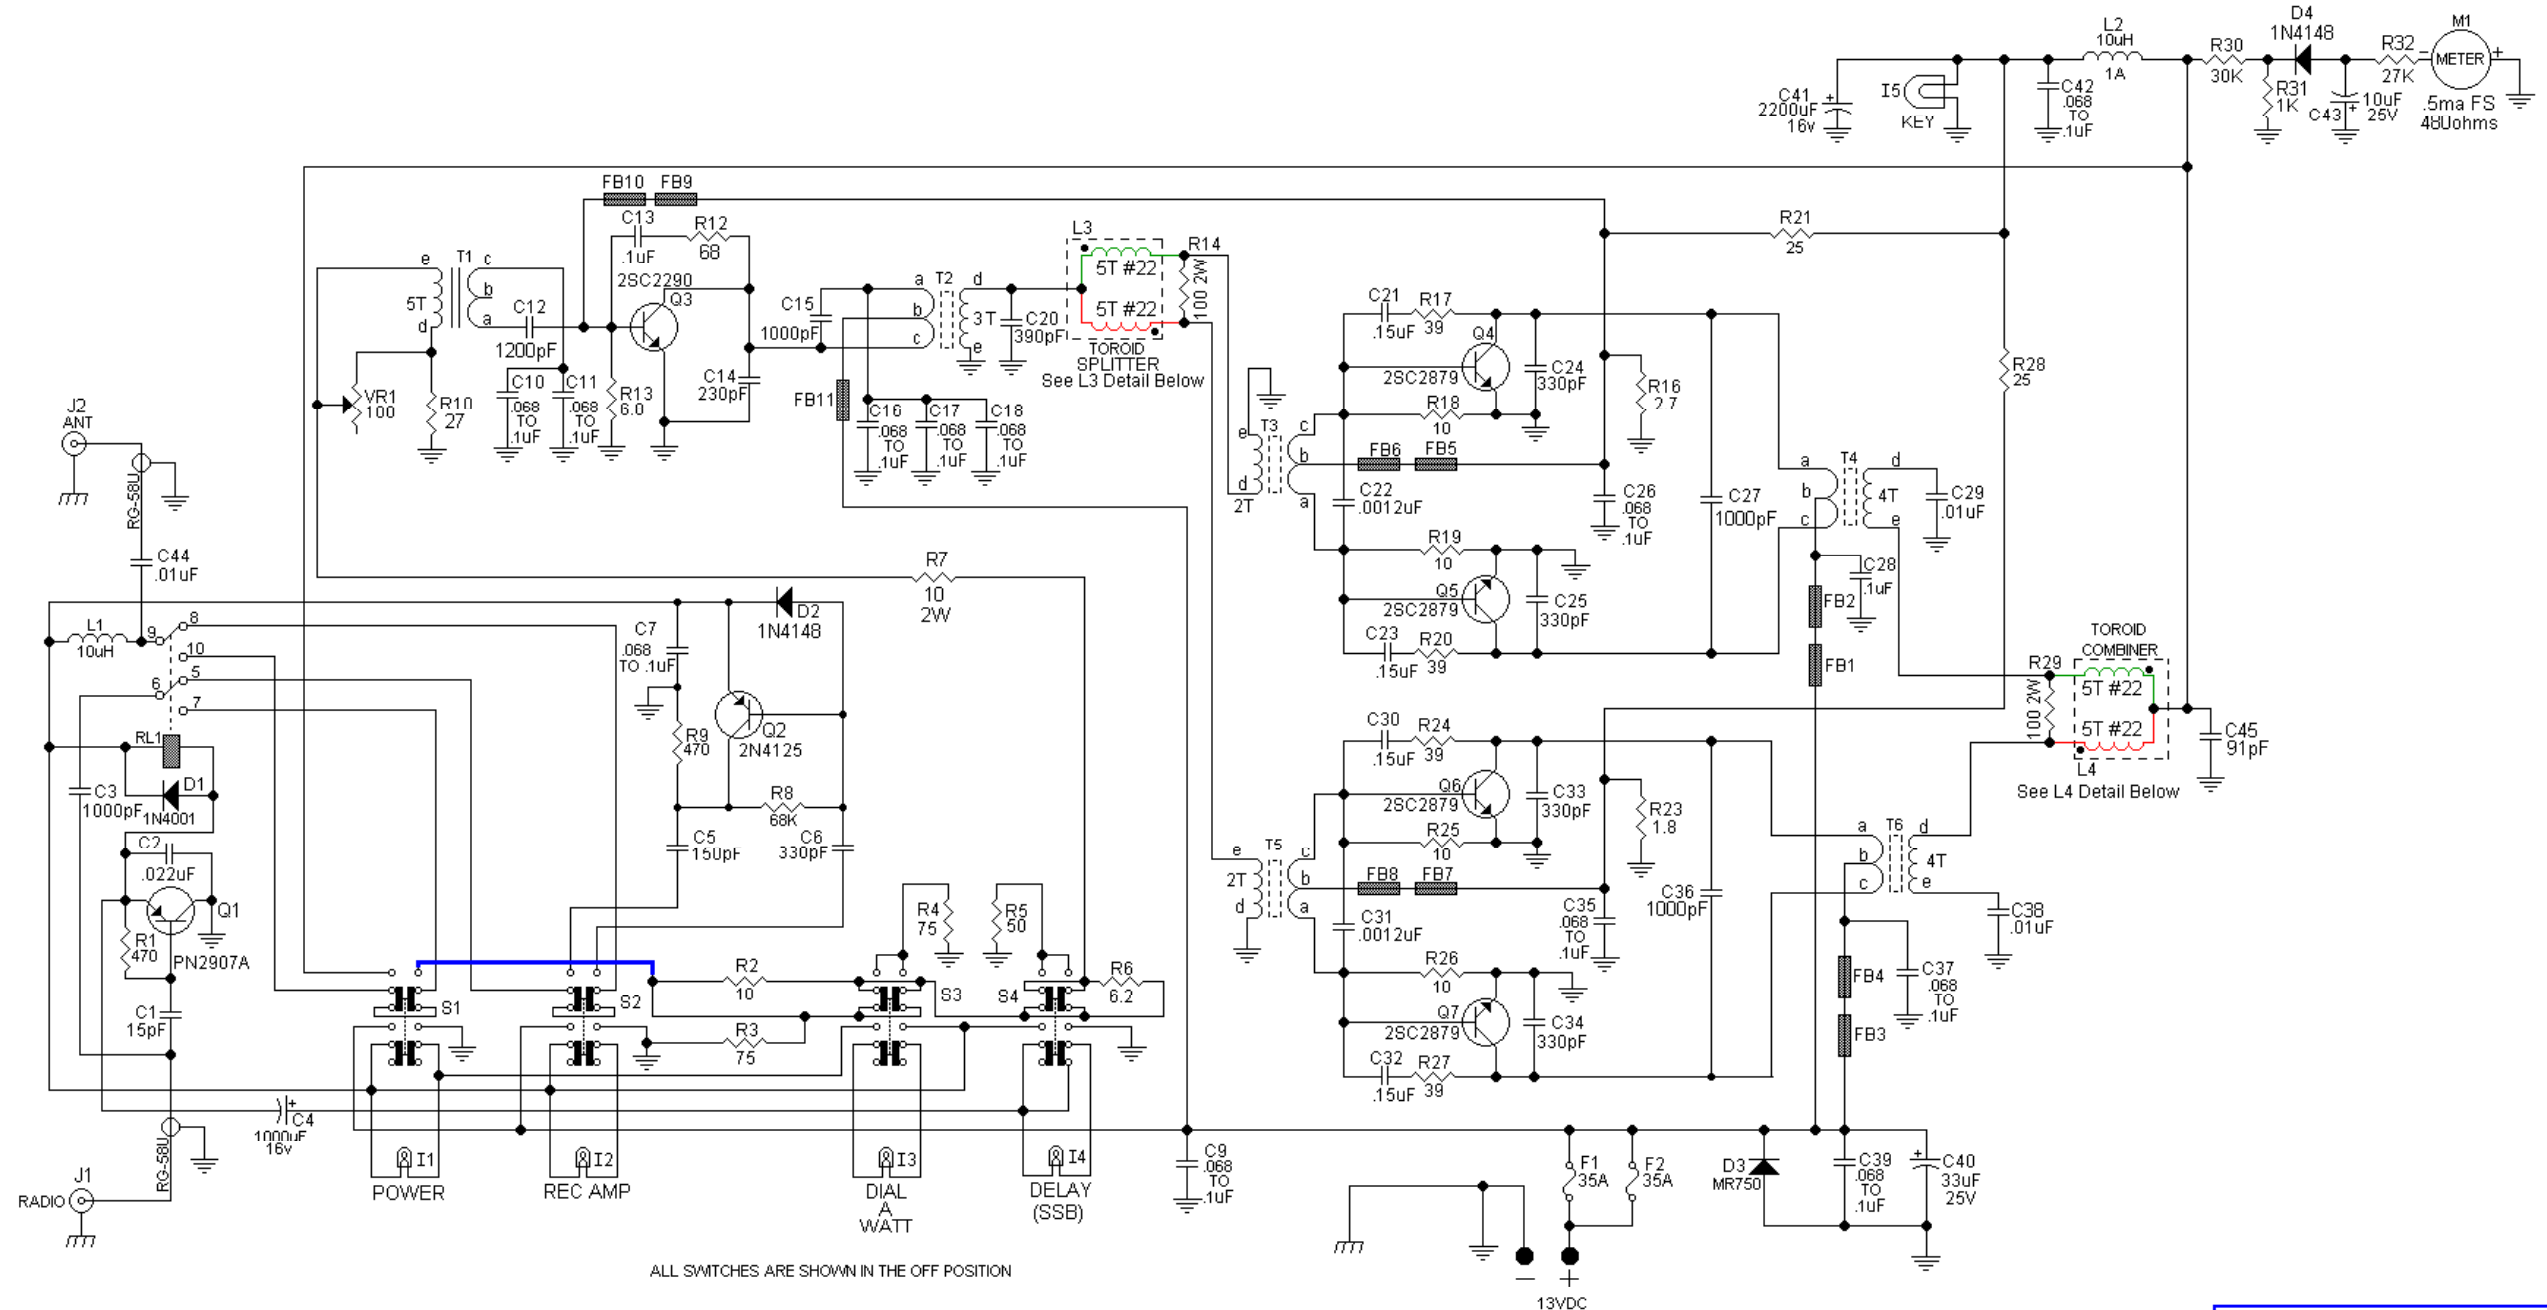 L2
10uH
1A
D4
1N4148
M1
METER
− +
R30
30K
R31
1K
R32
27K
C43
10uF
25V
.5ma FS
C41
2200uF
16v
+
I5
KEY
C42
.068
TO
.1uF
FB10
FB9
C13
.1uF
R12
68
2SC2290
Q3
T1
e
c
b
a
d
5T
C12
1200pF
VR1
100
R10
27
C10
.068
TO
.1uF
C11
.068
TO
.1uF
R13
6.0
C14
230pF
C15
1000pF
FB11
T2
a
b
c
d
e
3T
C20
390pF
C16
.068
TO
.1uF
C17
.068
TO
.1uF
C18
.068
TO
.1uF
L3
5T #22
5T #22
TOROID
SPLITTER
See L3 Detail Below
R14
100 2W
R21
25
R28
25
J2
ANT
RG-58U
C44
.01uF
L1
10uH
9
8
10
5
6
7
RL1
D1
1N4001
C3
1000pF
C2
.022uF
Q1
R1
470
PN2907A
C1
15pF
C4
+
1000uF
16v
RG-58U
J1
RADIO
C7
.068
TO .1uF
D2
1N4148
R9
470
Q2
2N4125
R8
68K
C5
150pF
C6
330pF
R7
10
2W
R4
75
R5
50
R2
10
R3
75
R6
6.2
S1
S2
S3
S4
I1
POWER
I2
REC AMP
I3
DIAL
A
WATT
I4
DELAY
(SSB)
C9
.068
TO
.1uF
T3
e
d
2T
c
b
a
C21
.15uF
R17
39
Q4
2SC2879
C24
330pF
R18
10
FB6
FB5
R16
2.7
C22
.0012uF
C26
.068
TO
.1uF
C27
1000pF
R19
10
Q5
2SC2879
C25
330pF
C23
.15uF
R20
39
T4
a
b
c
d
e
4T
C29
.01uF
C28
.1uF
FB2
FB1
TOROID
COMBINER
R29
100 2W
5T #22
5T #22
L4
See L4 Detail Below
C45
91pF
T5
e
2T
d
c
b
a
C30
.15uF
R24
39
Q6
2SC2879
C33
330pF
R25
10
FB8
FB7
R23
1.8
C31
.0012uF
C35
.068
TO
.1uF
C36
1000pF
R26
10
Q7
2SC2879
C34
330pF
C32
.15uF
R27
39
T6
a
b
c
d
e
4T
C38
.01uF
FB4
FB3
C37
.068
TO
.1uF
F1
35A
F2
35A
D3
MR750
C39
.068
TO
.1uF
C40
+
33uF
25V
− +
13VDC
ALL SWITCHES ARE SHOWN IN THE OFF POSITION